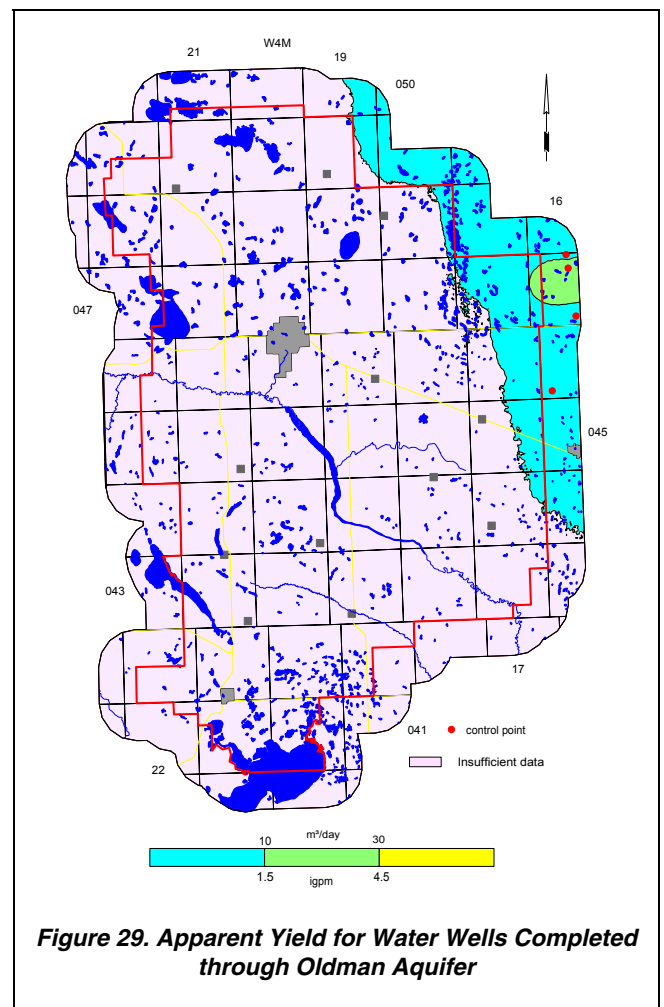 W4M
21
19
050
16
047
045
043
17
041
control point
22
Insufficient data
m³/day
10
30
1.5
4.5
igpm
Figure 29. Apparent Yield for Water Wells Completed
through Oldman Aquifer